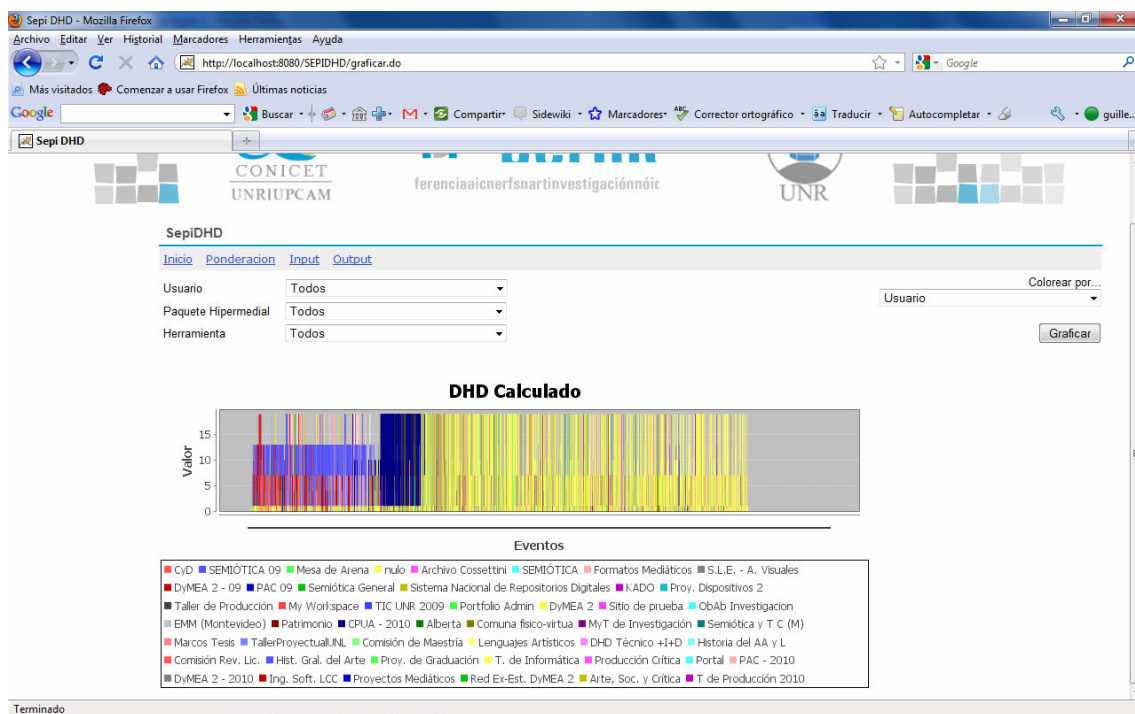 Sepi DHD - Mozilla Firefox
Archivo Editar Ver Historial Marcadores Herramientas Ayuda
http://localhost:8080/SEPIDHD/graficar.do Google
Más visitados Comenzar a usar Firefox Últimas noticias
Google Buscar Compartir Sidewiki Marcadores ABC Corrector ortográfico Traducir Autocompletar guille...
Sepi DHD
CONICET
UNRIUPCAM
ferenciaaicnerfsnartinvestigaciónnóic
UNR
SepiDHD
Inicio Ponderacion Input Output
Colorear por...
Usuario Todos Usuario
Paquete Hipermedial Todos
Herramienta Todos Graficar
DHD Calculado
Valor
15
10
5
0
Eventos
CyD SEMIÓTICA 09 Mesa de Arena nulo Archivo Cossettini SEMIÓTICA Formatos Mediáticos S.L.E. - A. Visuales
DyMEA 2 - 09 PAC 09 Semiótica General Sistema Nacional de Repositorios Digitales KADO Proy. Dispositivos 2
Taller de Producción My Workspace TIC UNR 2009 Portfolio Admin DyMEA 2 Sitio de prueba ObAb Investigacion
EMM (Montevideo) Patrimonio CPUA - 2010 Alberta Comuna fisico-virtua MyT de Investigación Semiótica y T C (M)
Marcos Tesis TallerProyectualUNL Comisión de Maestría Lenguajes Artísticos DHD Técnico +I+D Historia del AA y L
Comisión Rev. Lic. Hist. Gral. del Arte Proy. de Graduación T. de Informática Producción Crítica Portal PAC - 2010
DyMEA 2 - 2010 Ing. Soft. LCC Proyectos Mediáticos Red Ex-Est. DyMEA 2 Arte, Soc. y Crítica T de Producción 2010
Terminado